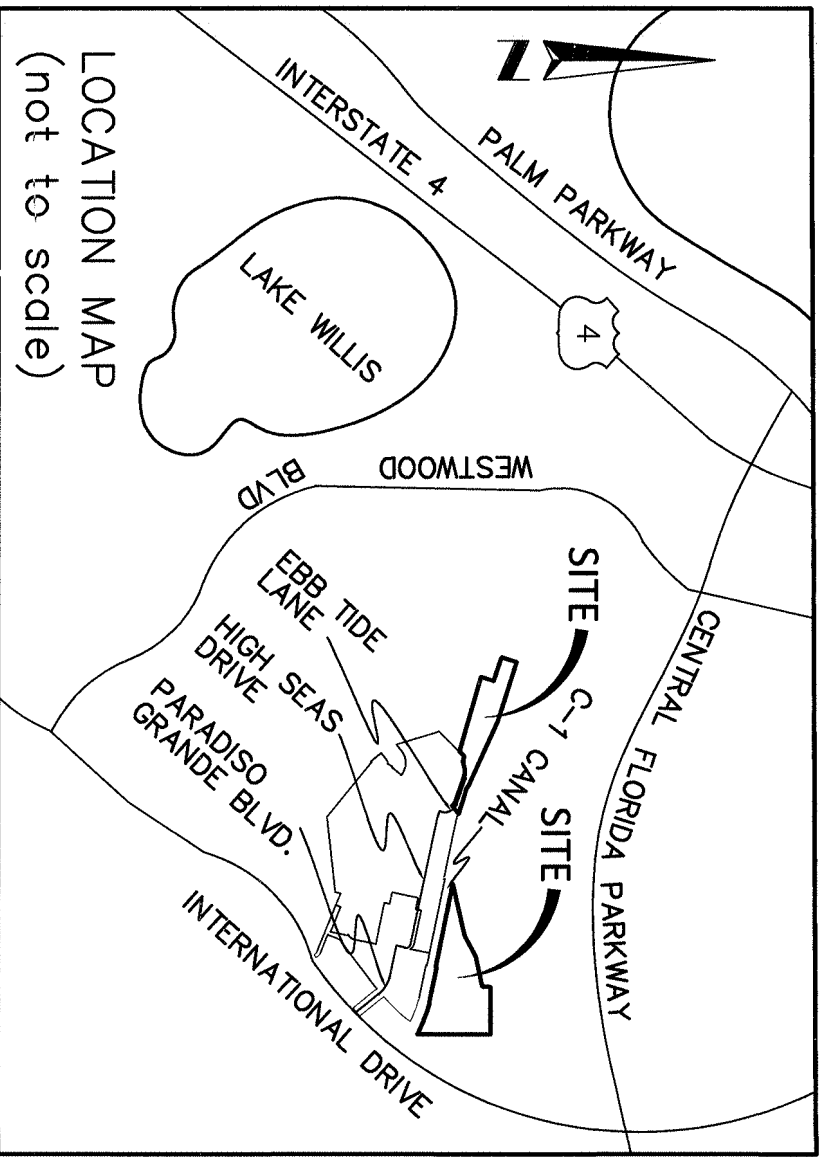 N
PALM PARKWAY
INTERSTATE 4
4
LAKE WILLIS
WESTWOOD
BLVD
CENTRAL FLORIDA PARKWAY
SITE
C-1 CANAL
SITE
EBB TIDE
LANE
HIGH SEAS
DRIVE
PARADISO
GRANDE BLVD.
INTERNATIONAL DRIVE
LOCATION MAP
(not to scale)